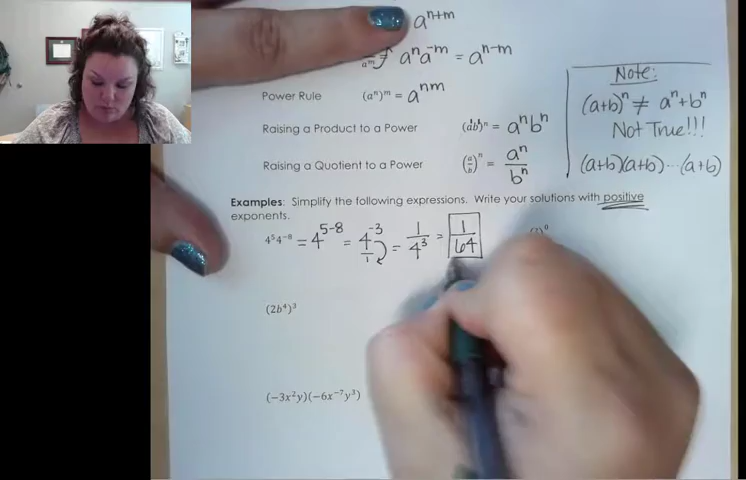 a^{n+m}
a^m a^n a^{-m} = a^{n-m}
Power Rule (a^n)^m = a^{nm}
Raising a Product to a Power (ab)^n = a^n b^n
Raising a Quotient to a Power (a/b)^n = a^n/b^n
Note:
(a+b)^n ≠ a^n+b^n
Not True!!!
(a+b)(a+b)...(a+b)
Examples: Simplify the following expressions. Write your solutions with positive
exponents.
4^5 4^{-8} = 4^{5-8} = 4^{-3}/1 = 1/4^3 = 1/64
(2b^4)^3
(-3x^2y)(-6x^{-7}y^3)